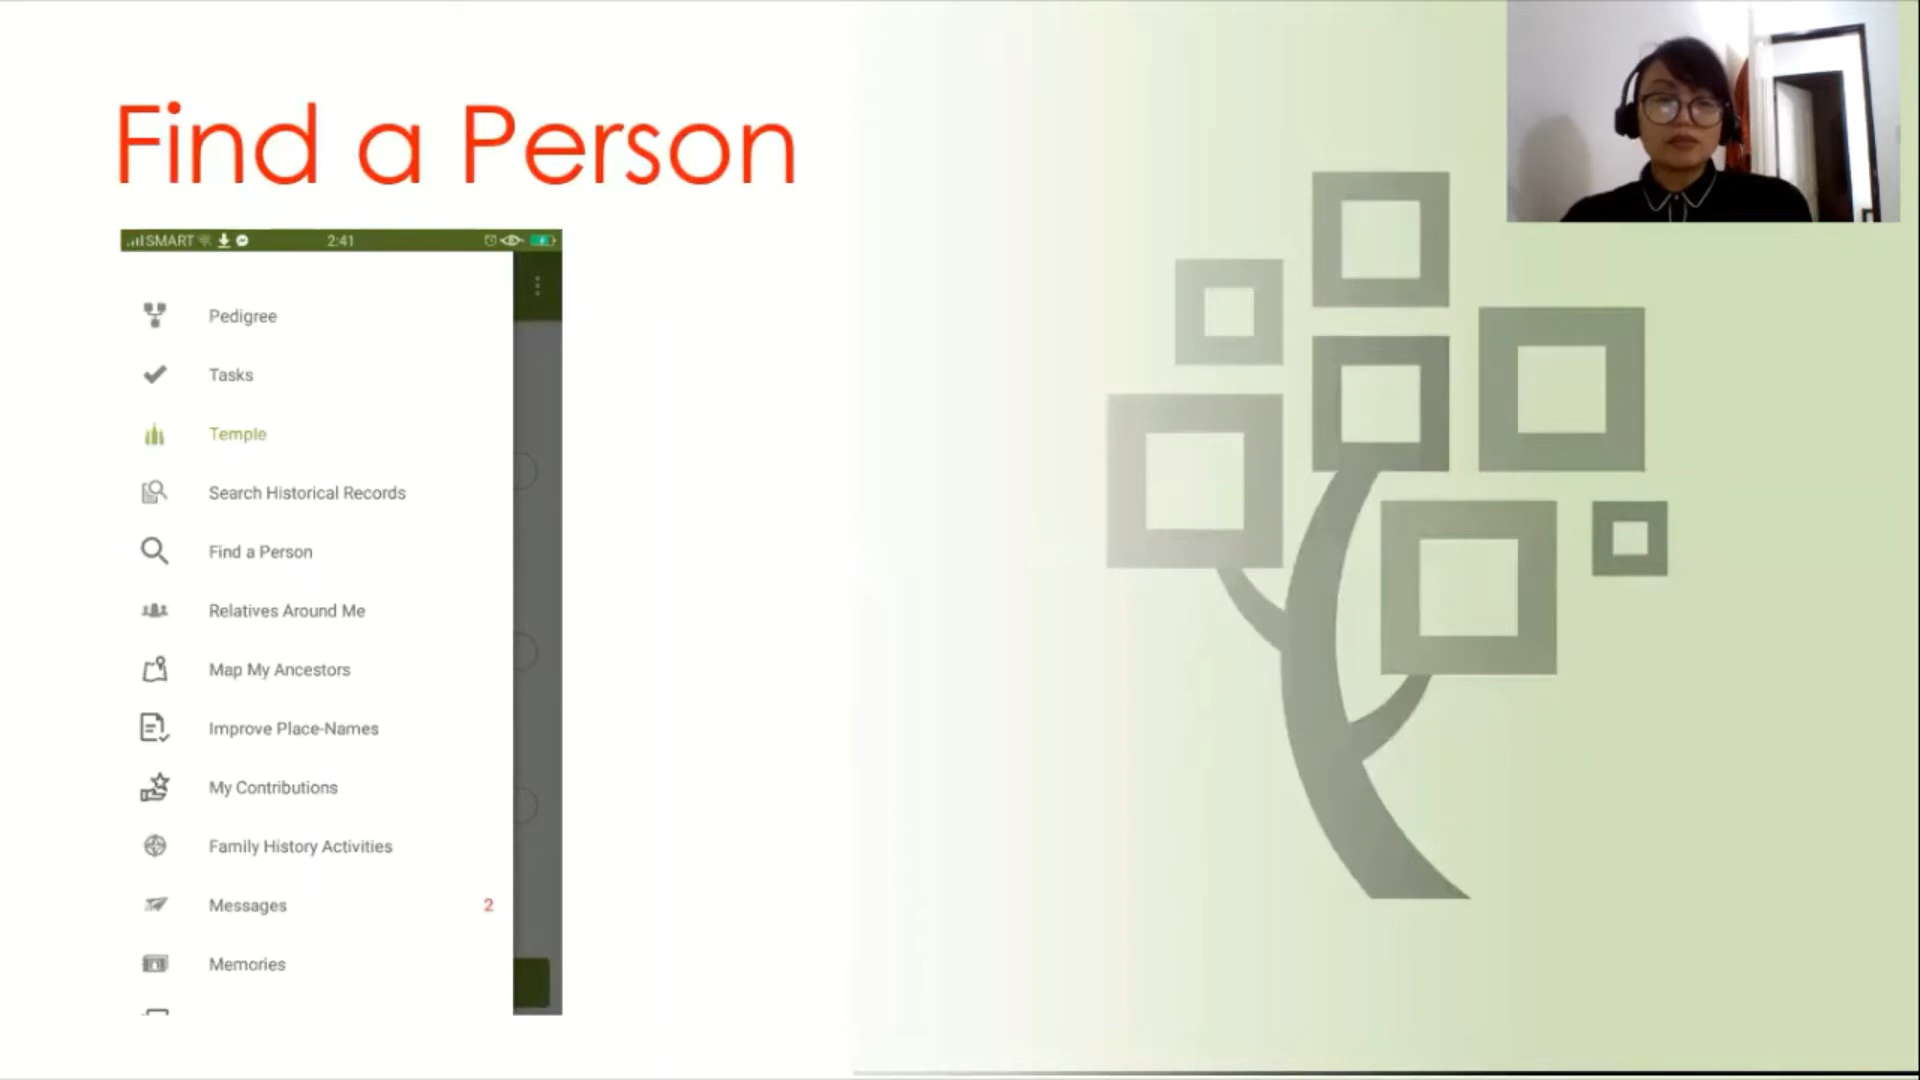 Find a Person
SMART 2:41
Pedigree
Tasks
Temple
Search Historical Records
Find a Person
Relatives Around Me
Map My Ancestors
Improve Place-Names
My Contributions
Family History Activities
Messages 2
Memories